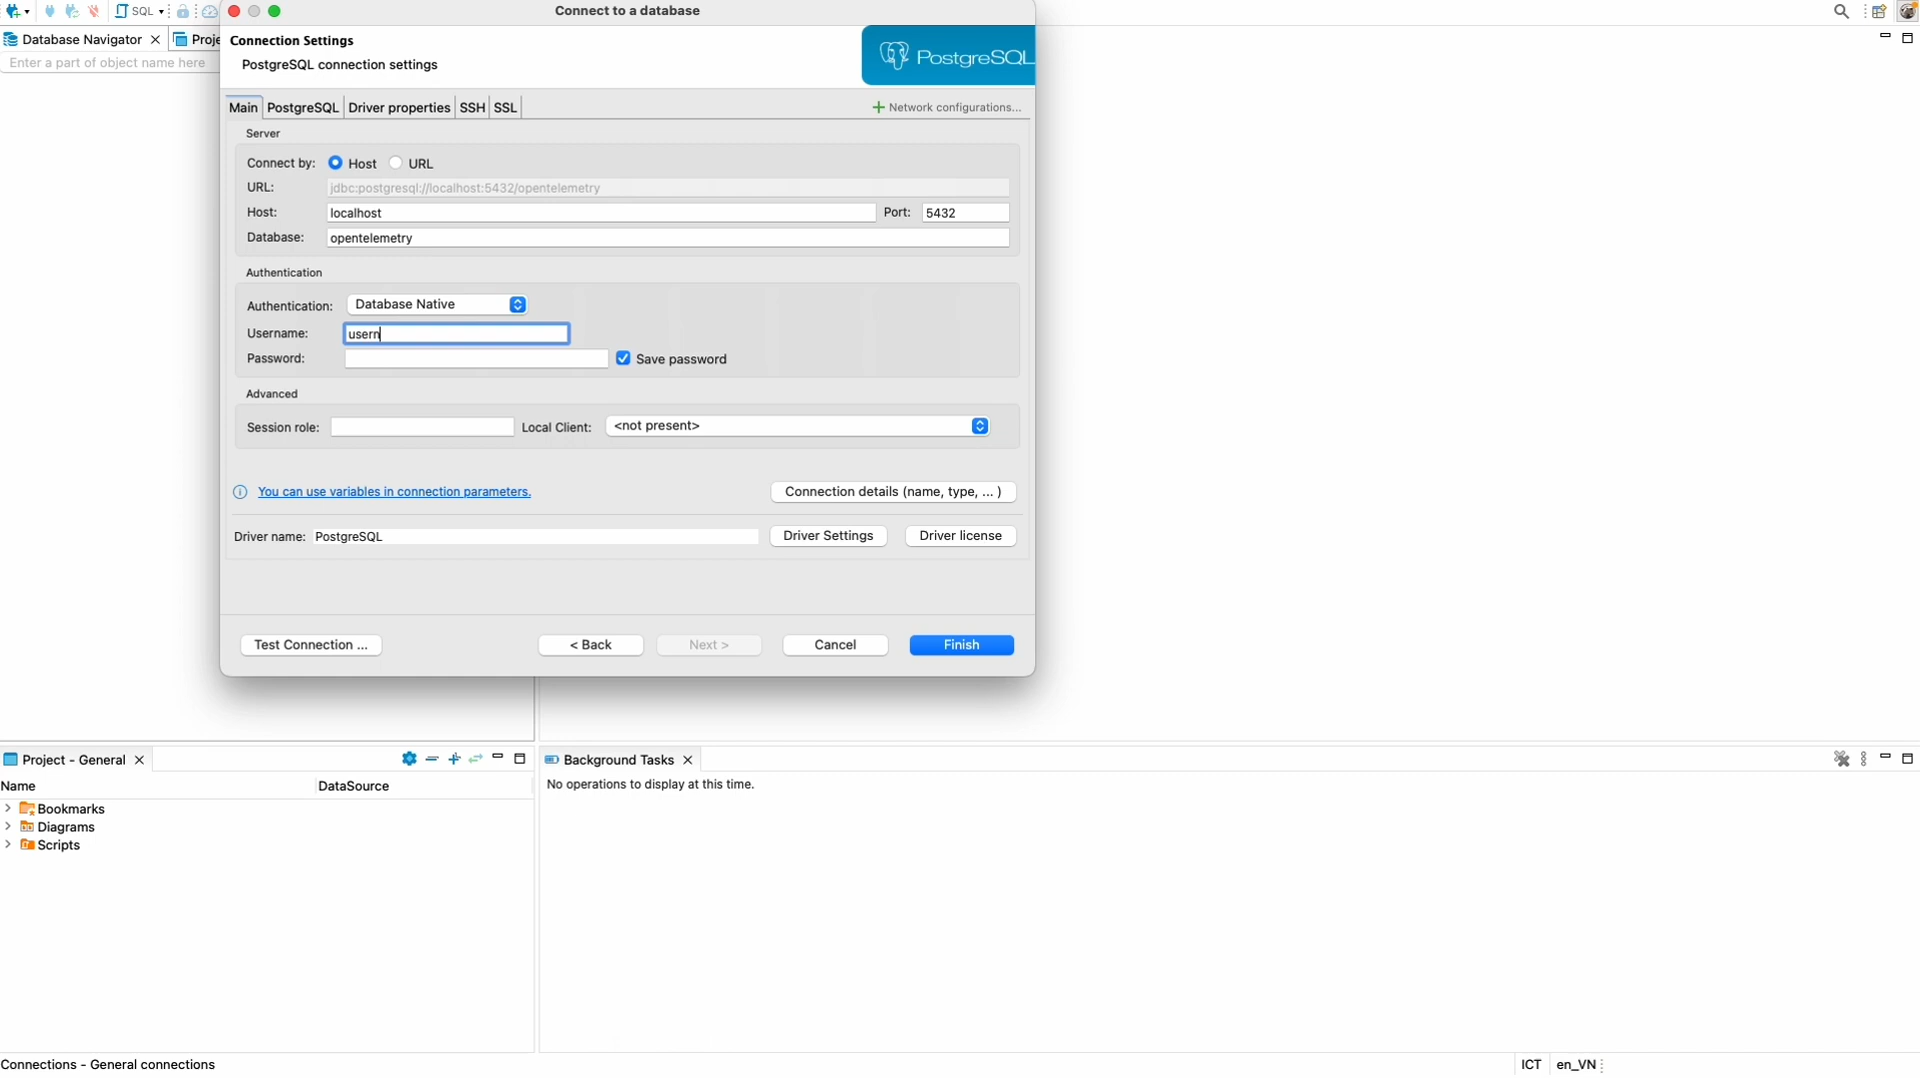 SQL
Connect to a database
Database Navigator
Proje
Enter a part of object name here
Connection Settings
PostgreSQL connection settings
PostgreSQL
Main
PostgreSQL
Driver properties
SSH
SSL
Network configurations...
Server
Connect by:
Host
URL
URL:
jdbc:postgresql://localhost:5432/opentelemetry
Host:
localhost
Port:
5432
Database:
opentelemetry
Authentication
Authentication:
Database Native
Username:
usern
Password:
Save password
Advanced
Session role:
Local Client:
<not present>
You can use variables in connection parameters.
Connection details (name, type, ... )
Driver name:
PostgreSQL
Driver Settings
Driver license
Test Connection ...
< Back
Next >
Cancel
Finish
Project - General
Background Tasks
Name
DataSource
No operations to display at this time.
Bookmarks
Diagrams
Scripts
Connections - General connections
ICT
en_VN